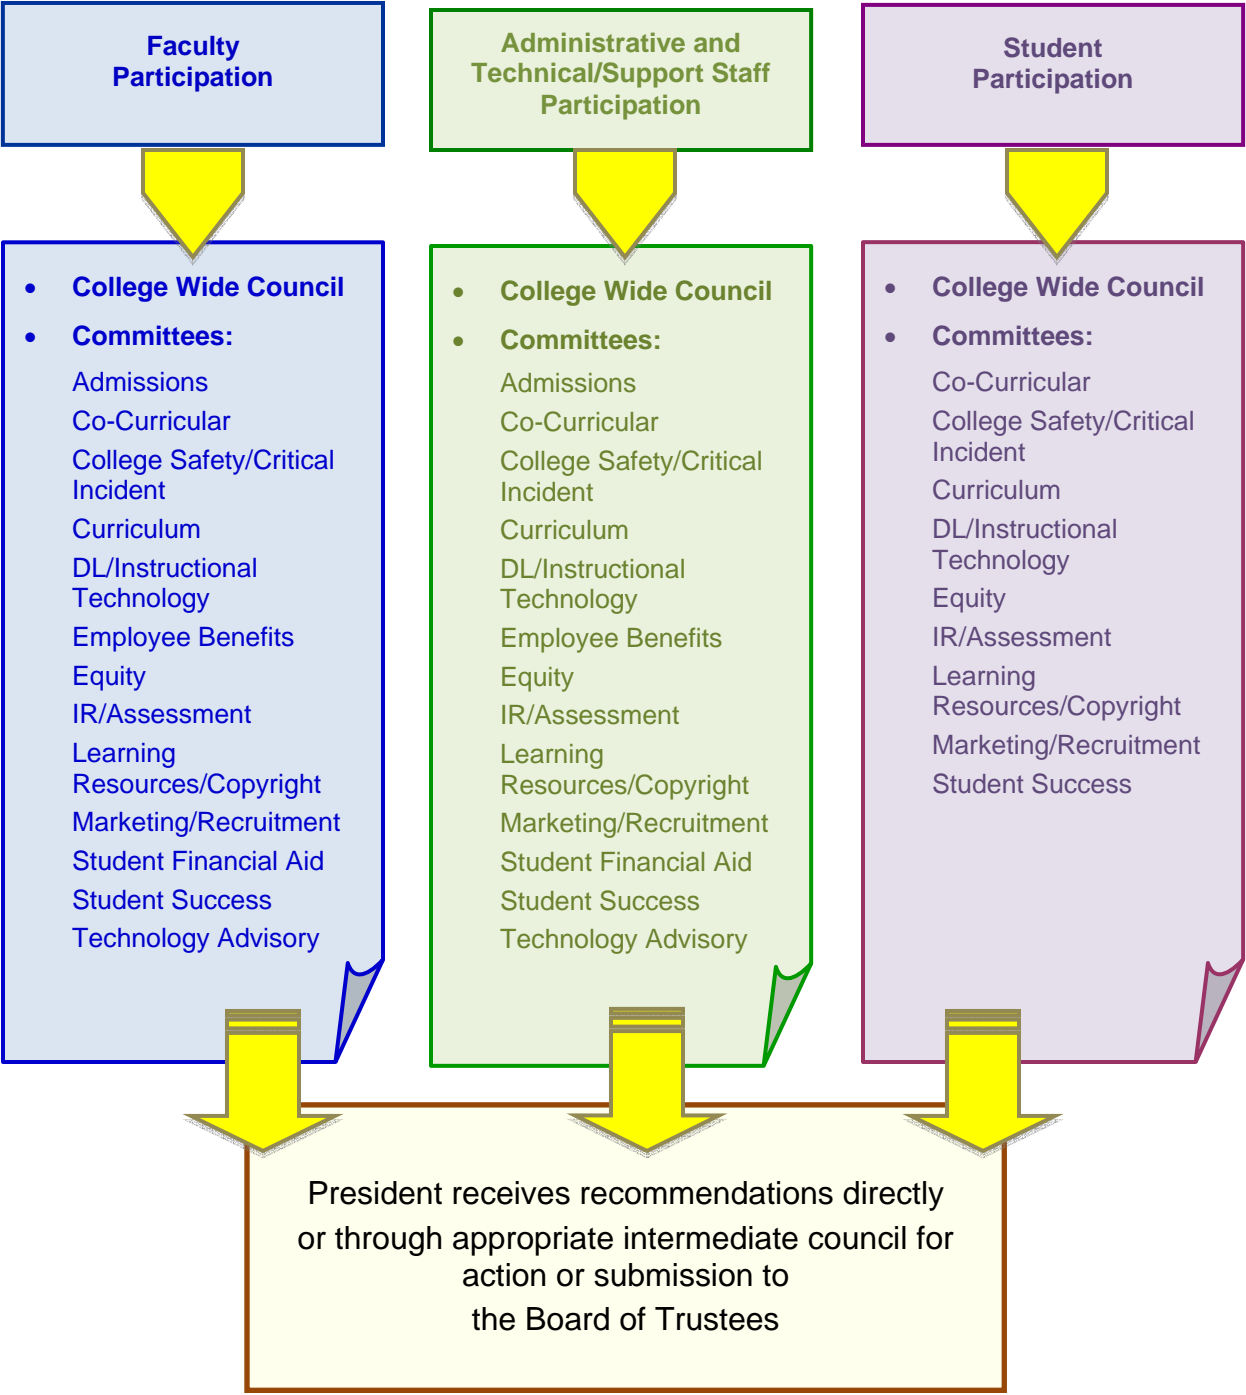 Faculty
Participation
Administrative and
Technical/Support Staff
Participation
Student
Participation
• College Wide Council
• Committees:
Admissions
Co-Curricular
College Safety/Critical
Incident
Curriculum
DL/Instructional
Technology
Employee Benefits
Equity
IR/Assessment
Learning
Resources/Copyright
Marketing/Recruitment
Student Financial Aid
Student Success
Technology Advisory
• College Wide Council
• Committees:
Admissions
Co-Curricular
College Safety/Critical
Incident
Curriculum
DL/Instructional
Technology
Employee Benefits
Equity
IR/Assessment
Learning
Resources/Copyright
Marketing/Recruitment
Student Financial Aid
Student Success
Technology Advisory
• College Wide Council
• Committees:
Co-Curricular
College Safety/Critical
Incident
Curriculum
DL/Instructional
Technology
Equity
IR/Assessment
Learning
Resources/Copyright
Marketing/Recruitment
Student Success
President receives recommendations directly
or through appropriate intermediate council for
action or submission to
the Board of Trustees